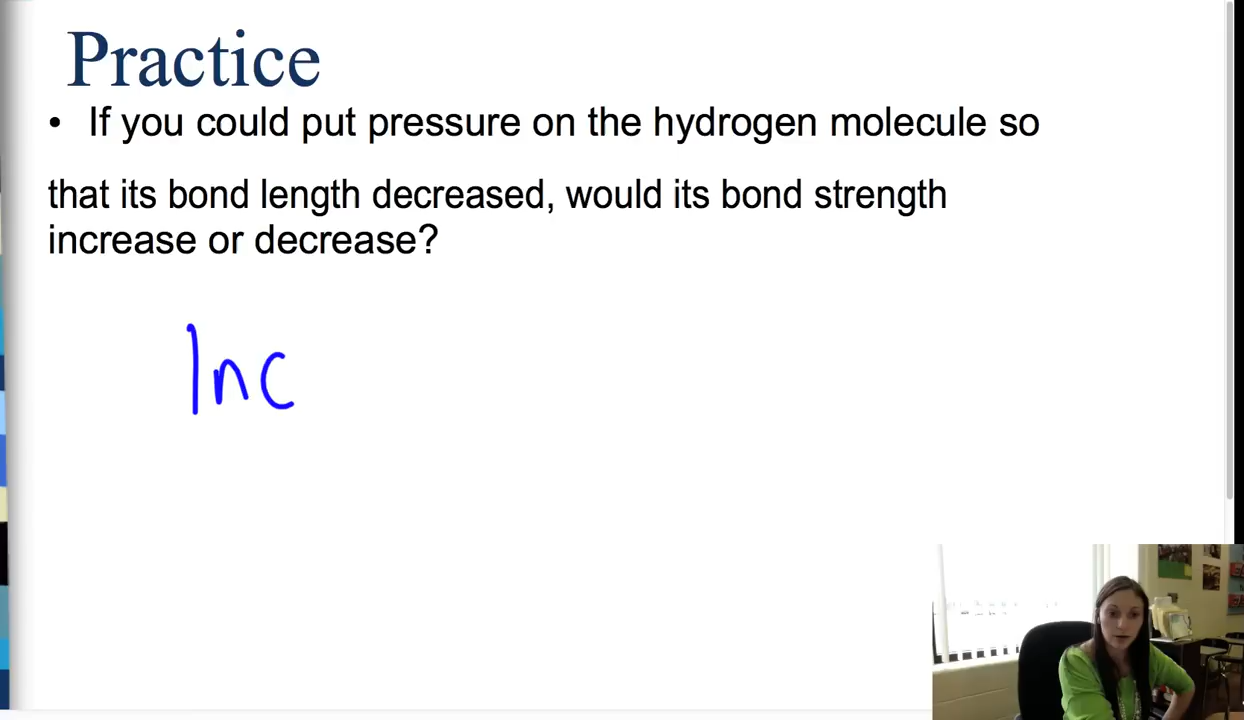 Practice
• If you could put pressure on the hydrogen molecule so
that its bond length decreased, would its bond strength
increase or decrease?
Inc